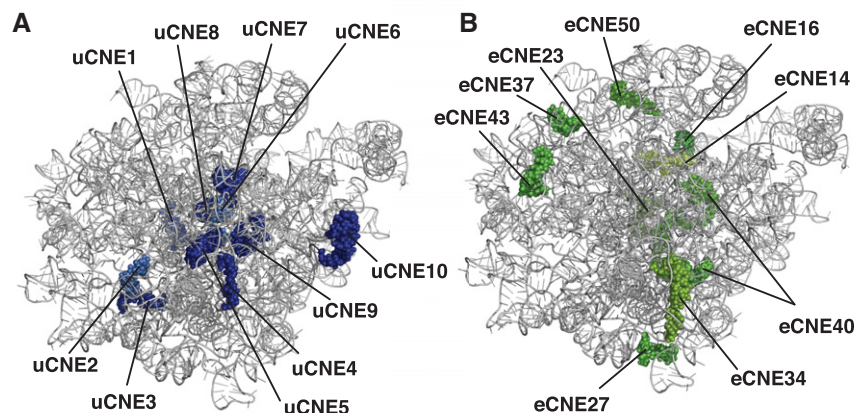 A
uCNE8
uCNE7
uCNE6
uCNE1
uCNE10
uCNE9
uCNE2
uCNE4
uCNE3
uCNE5
B
eCNE50
eCNE16
eCNE23
eCNE14
eCNE37
eCNE43
eCNE40
eCNE34
eCNE27